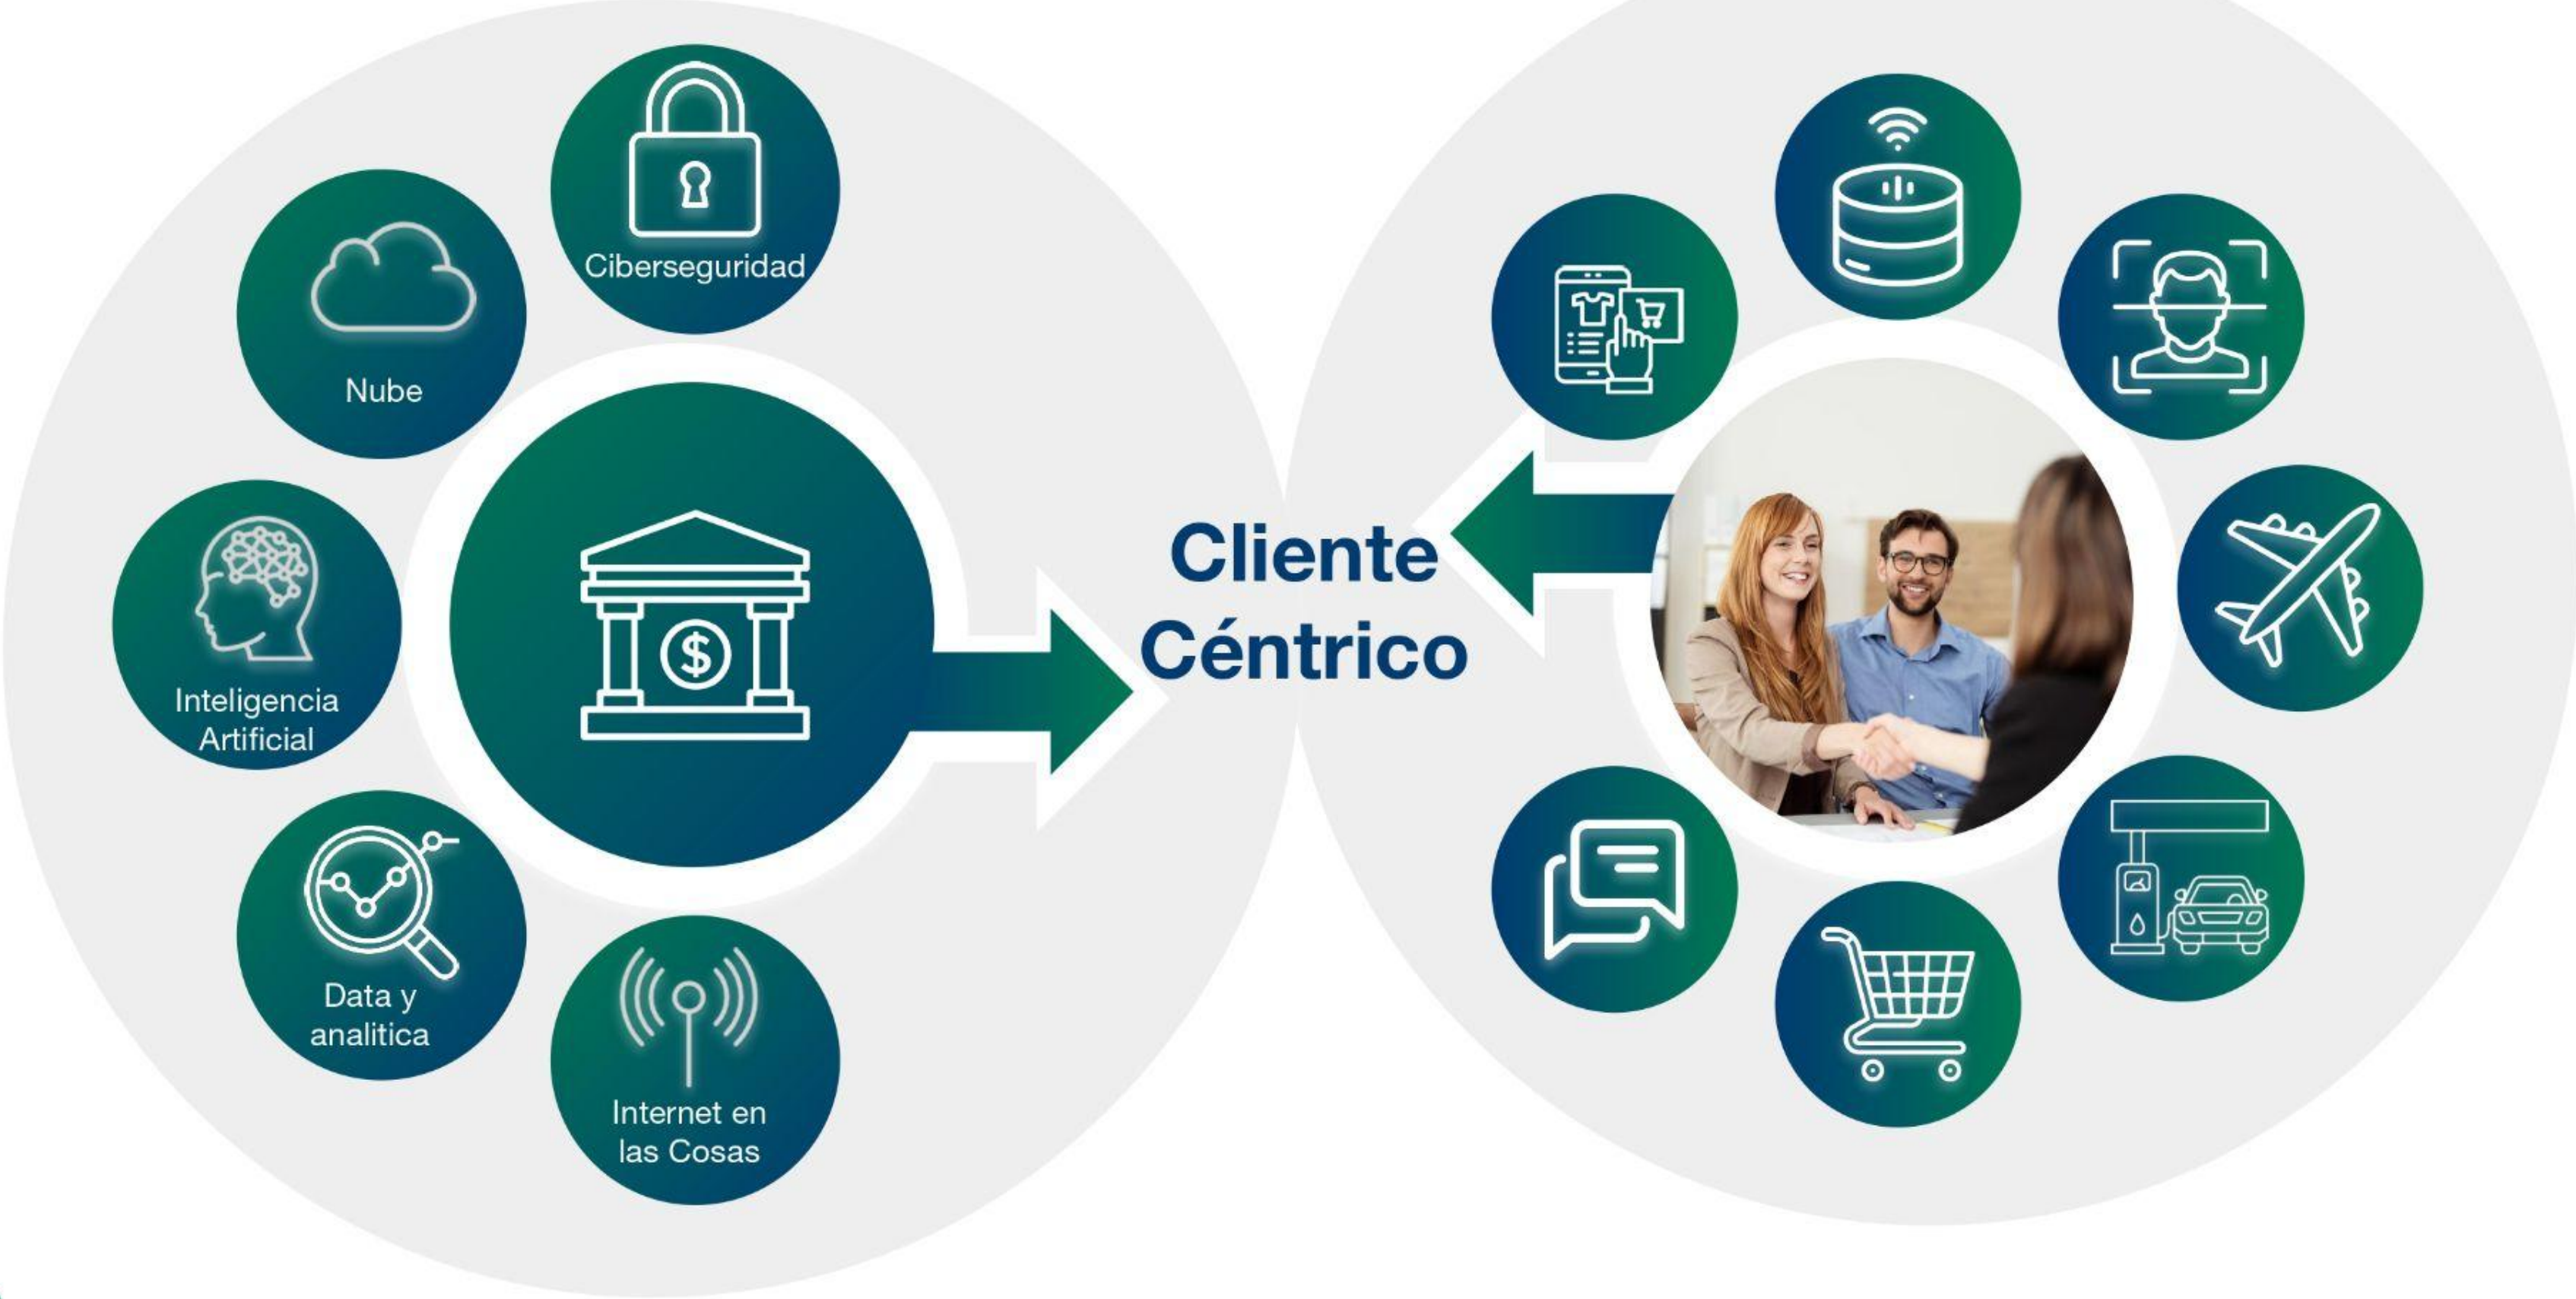 Ciberseguridad
Nube
Inteligencia
Artificial
Data y
analitica
Internet en
las Cosas
$
Cliente
Céntrico